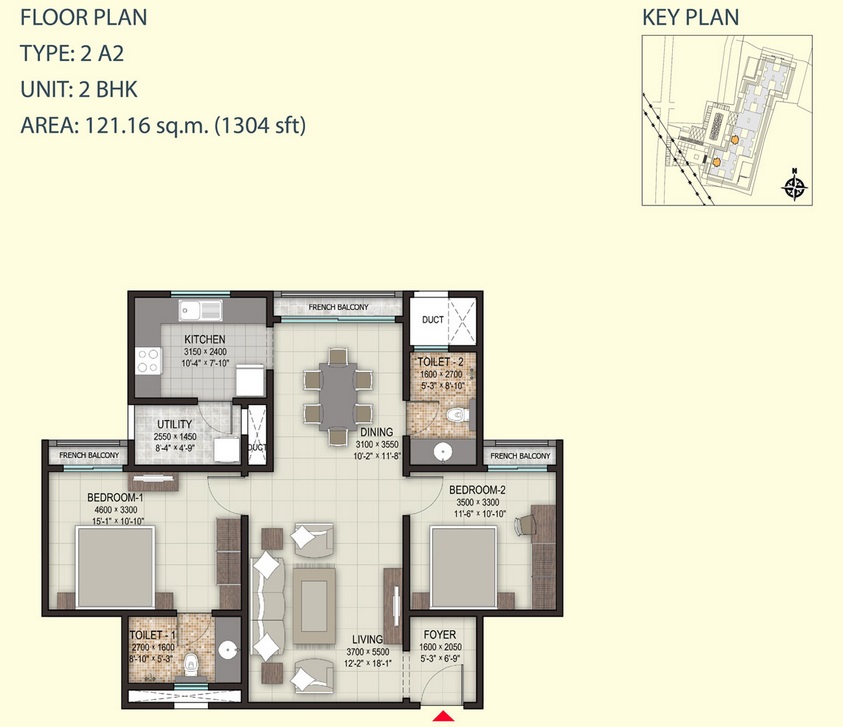 FLOOR PLAN
TYPE: 2 A2
UNIT: 2 BHK
AREA: 121.16 sq.m. (1304 sft)
KEY PLAN
N
FRENCH BALCONY
DUCT
KITCHEN
3150 x 2400
10'-4" x 7'-10"
TOILET - 2
1600 x 2700
5'-3" x 8'-10"
UTILITY
2550 x 1450
8'-4" x 4'-9"
DUCT
DINING
3100 x 3550
10'-2" x 11'-8"
FRENCH BALCONY
FRENCH BALCONY
BEDROOM-1
4600 x 3300
15'-1" x 10'-10"
BEDROOM-2
3500 x 3300
11'-6" x 10'-10"
TOILET - 1
2700 x 1600
8'-10" x 5'-3"
LIVING
3700 x 5500
12'-2" x 18'-1"
FOYER
1600 x 2050
5'-3" x 6'-9"